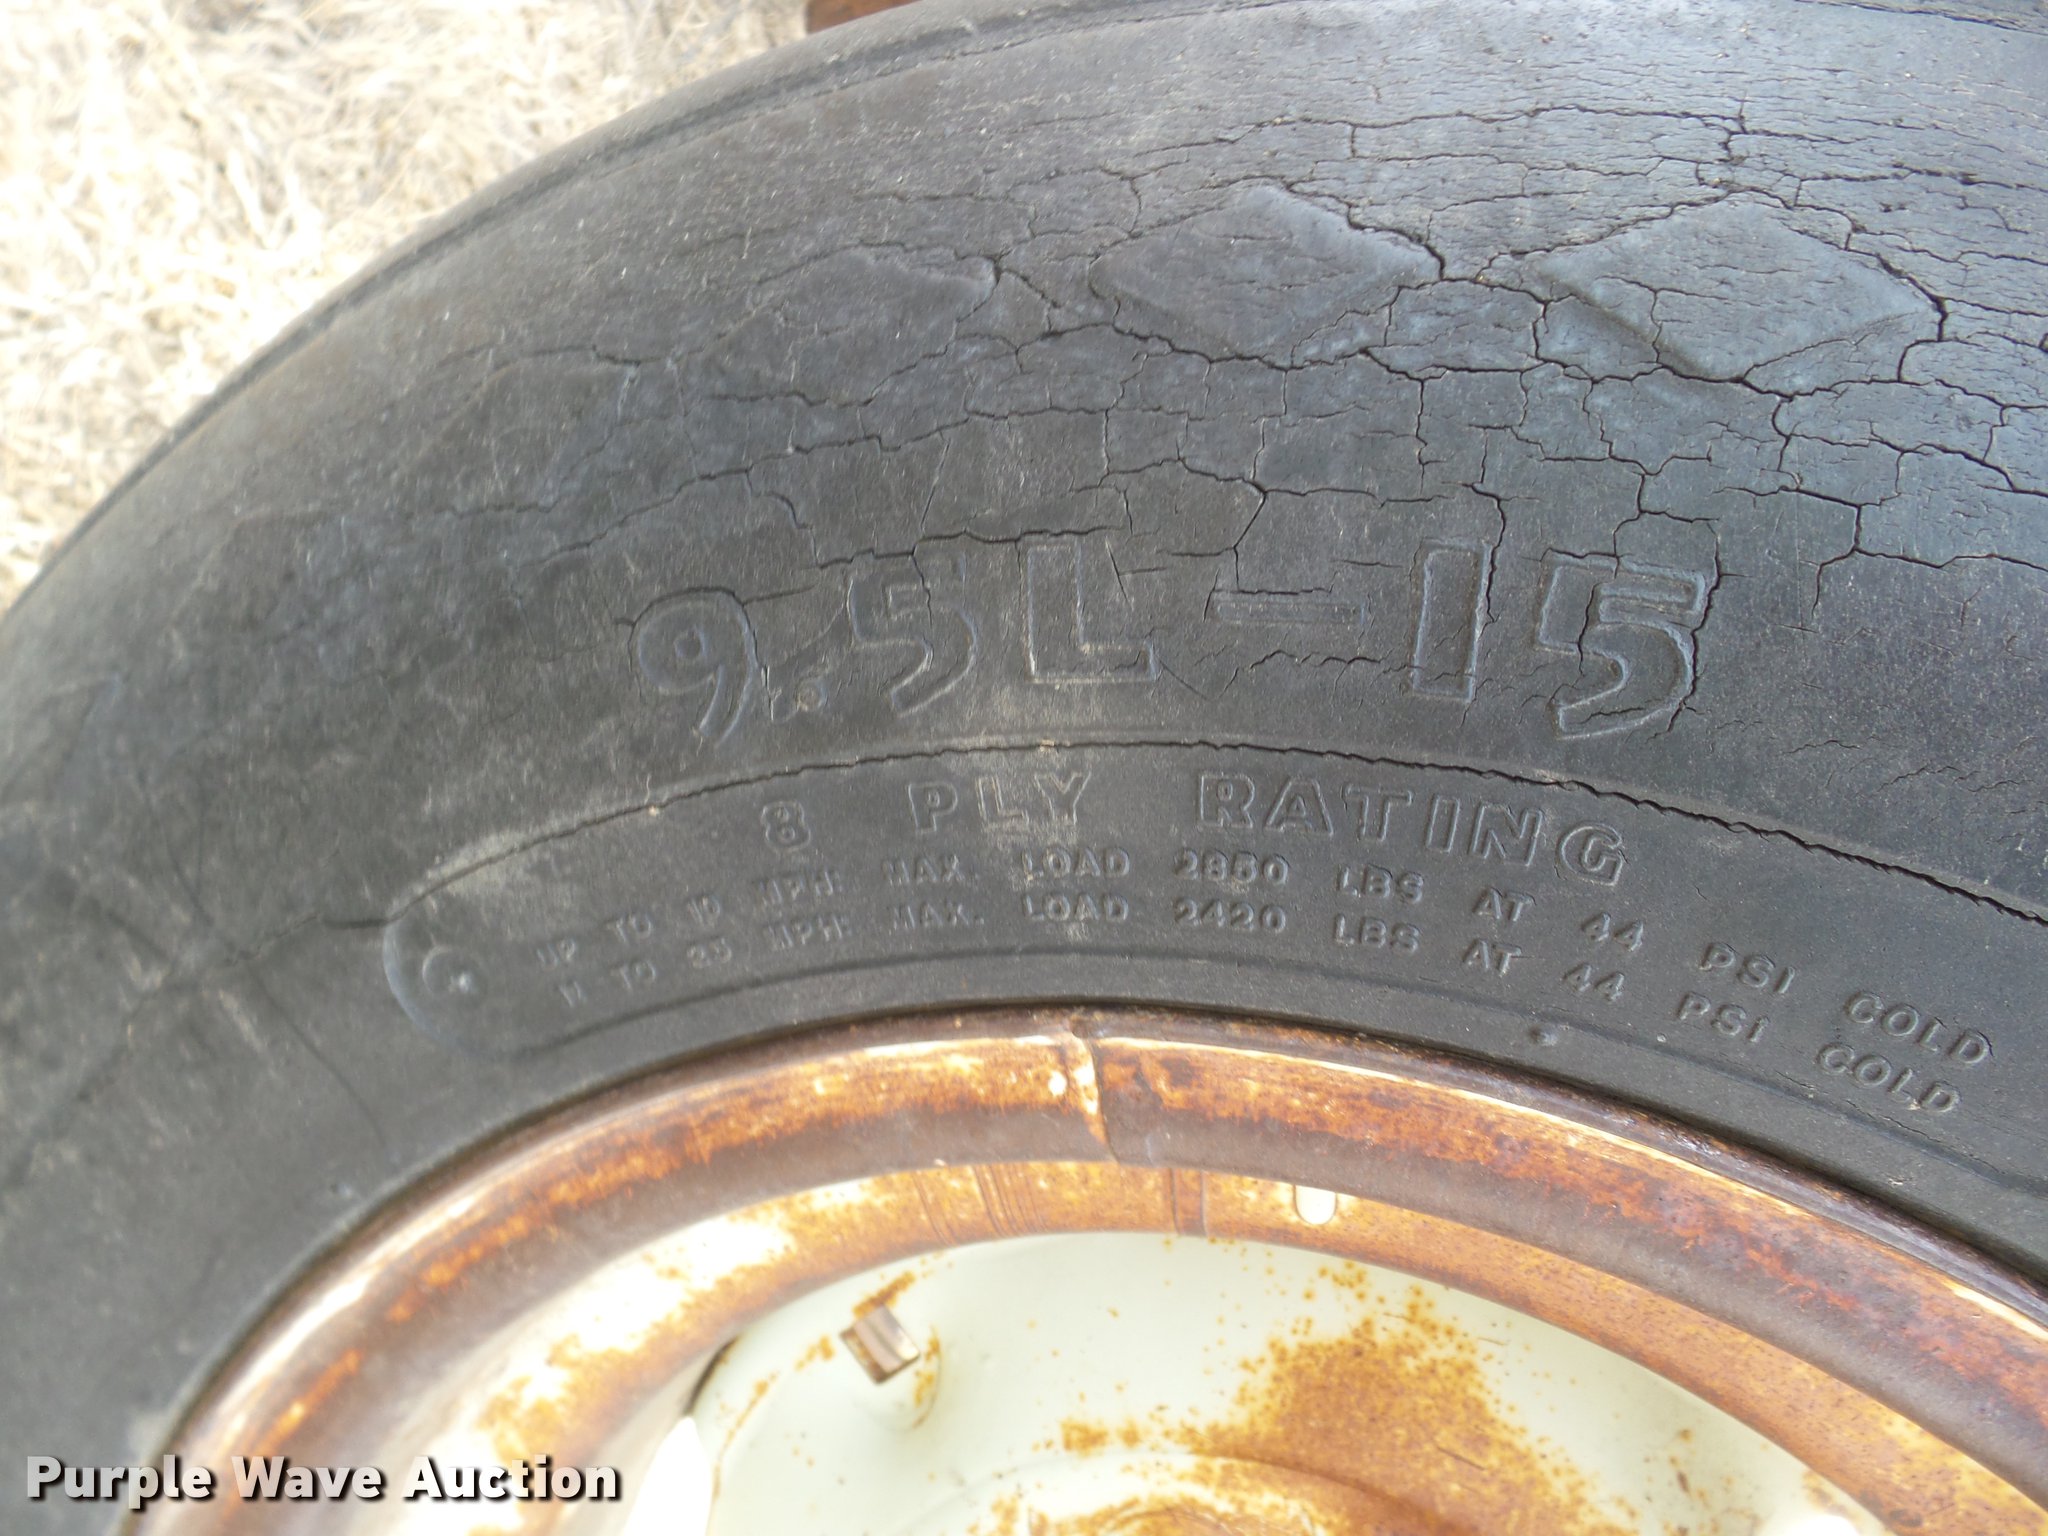 9.5L-15
8 PLY RATING
UP TO 10 MPH: MAX. LOAD 2850 LBS AT 44 PSI COLD
11 TO 25 MPH: MAX. LOAD 2420 LBS AT 44 PSI COLD
Purple Wave Auction